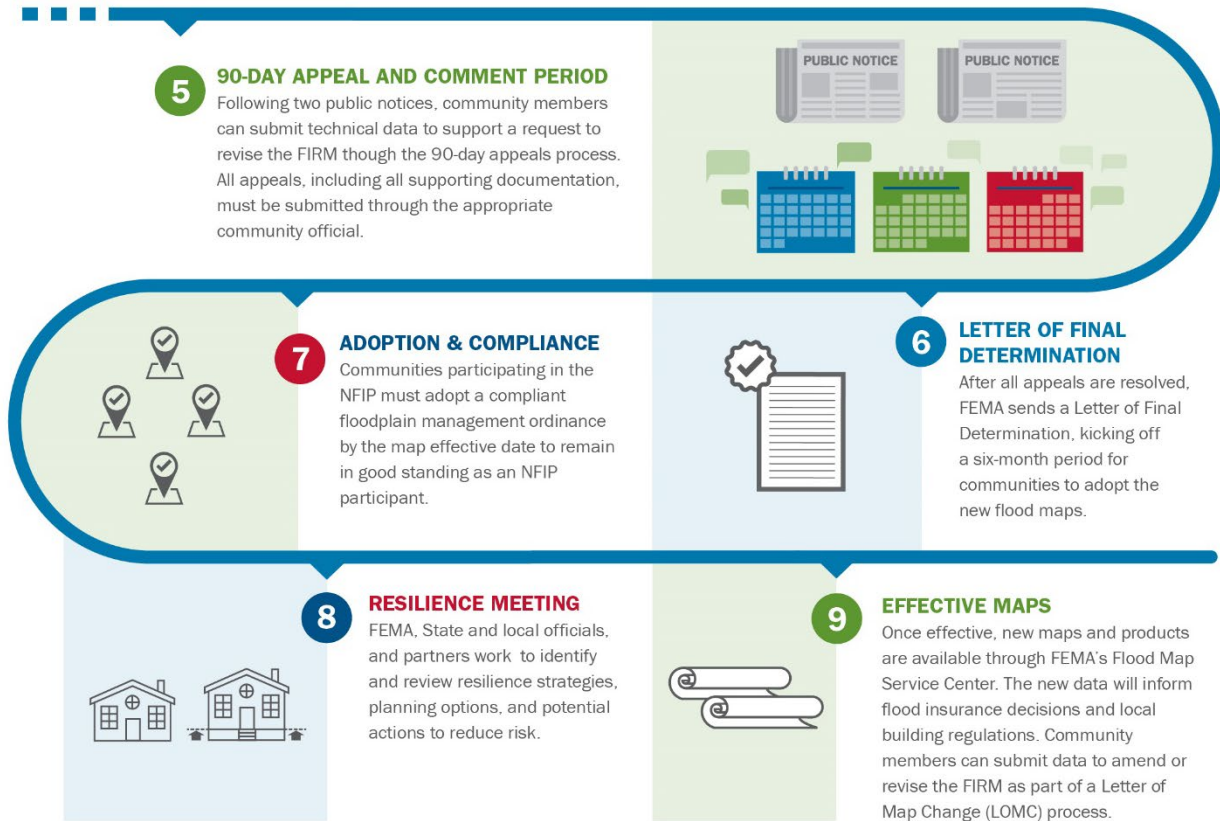 PUBLIC NOTICE
PUBLIC NOTICE
5
90-DAY APPEAL AND COMMENT PERIOD
Following two public notices, community members
can submit technical data to support a request to
revise the FIRM though the 90-day appeals process.
All appeals, including all supporting documentation,
must be submitted through the appropriate
community official.
6
LETTER OF FINAL
DETERMINATION
After all appeals are resolved,
FEMA sends a Letter of Final
Determination, kicking off
a six-month period for
communities to adopt the
new flood maps.
7
ADOPTION & COMPLIANCE
Communities participating in the
NFIP must adopt a compliant
floodplain management ordinance
by the map effective date to remain
in good standing as an NFIP
participant.
8
RESILIENCE MEETING
FEMA, State and local officials,
and partners work to identify
and review resilience strategies,
planning options, and potential
actions to reduce risk.
9
EFFECTIVE MAPS
Once effective, new maps and products
are available through FEMA's Flood Map
Service Center. The new data will inform
flood insurance decisions and local
building regulations. Community
members can submit data to amend or
revise the FIRM as part of a Letter of
Map Change (LOMC) process.